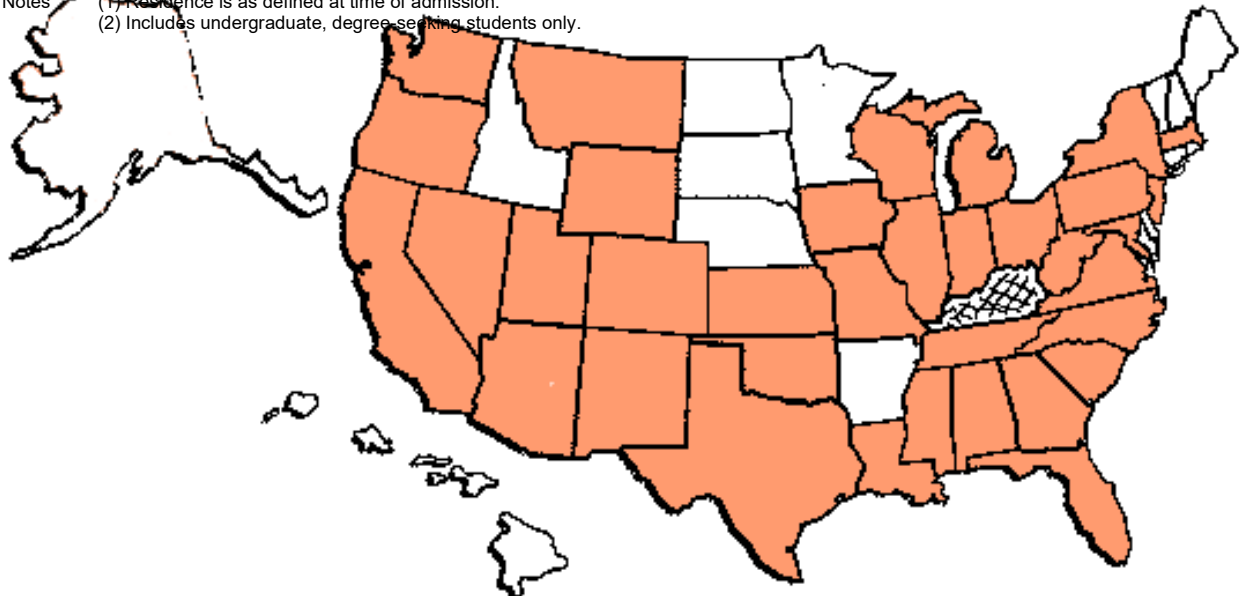 Notes (1) Residence is as defined at time of admission.
(2) Includes undergraduate, degree-seeking students only.